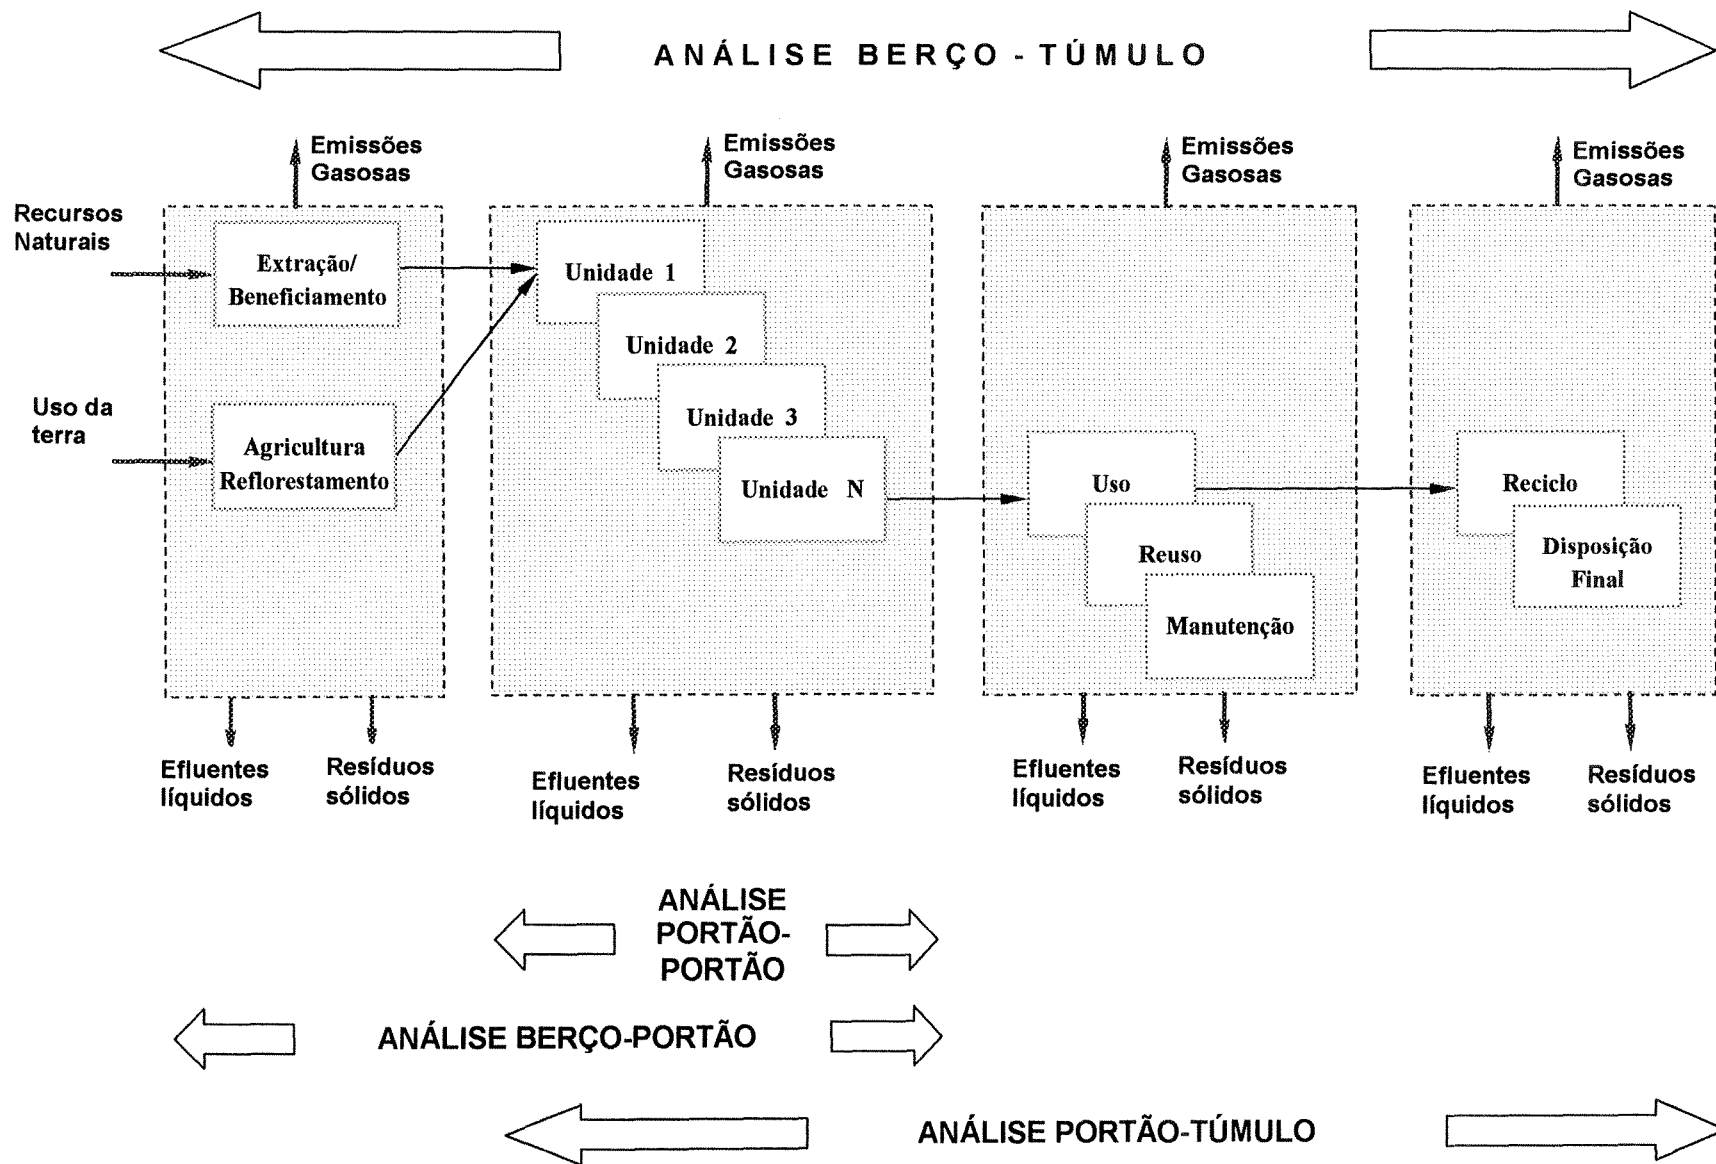 ANÁLISE BERÇO - TÚMULO
Emissões
Gasosas
Emissões
Gasosas
Emissões
Gasosas
Emissões
Gasosas
Recursos
Naturais
Extração/
Beneficiamento
Uso da
terra
Agricultura
Reflorestamento
Unidade 1
Unidade 2
Unidade 3
Unidade N
Uso
Reuso
Manutenção
Reciclo
Disposição
Final
Efluentes
líquidos
Resíduos
sólidos
Efluentes
líquidos
Resíduos
sólidos
Efluentes
líquidos
Resíduos
sólidos
Efluentes
líquidos
Resíduos
sólidos
ANÁLISE
PORTÃO-
PORTÃO
ANÁLISE BERÇO-PORTÃO
ANÁLISE PORTÃO-TÚMULO